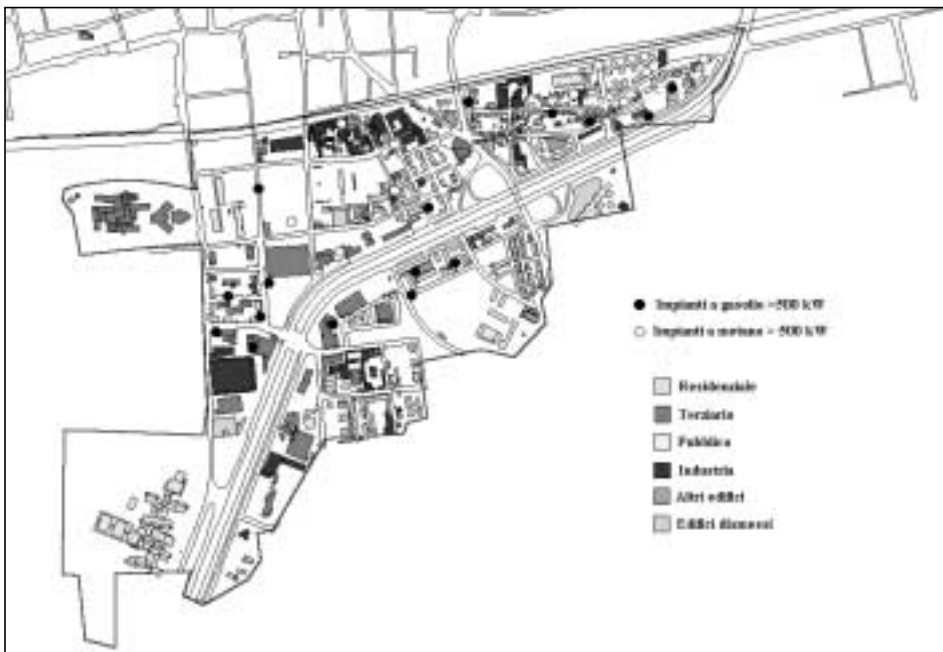 Impianti a gasolio >500 kW
Impianti a metano > 500 kW
Residenziale
Terziario
Pubblico
Industria
Altri edifici
Edifici dismessi